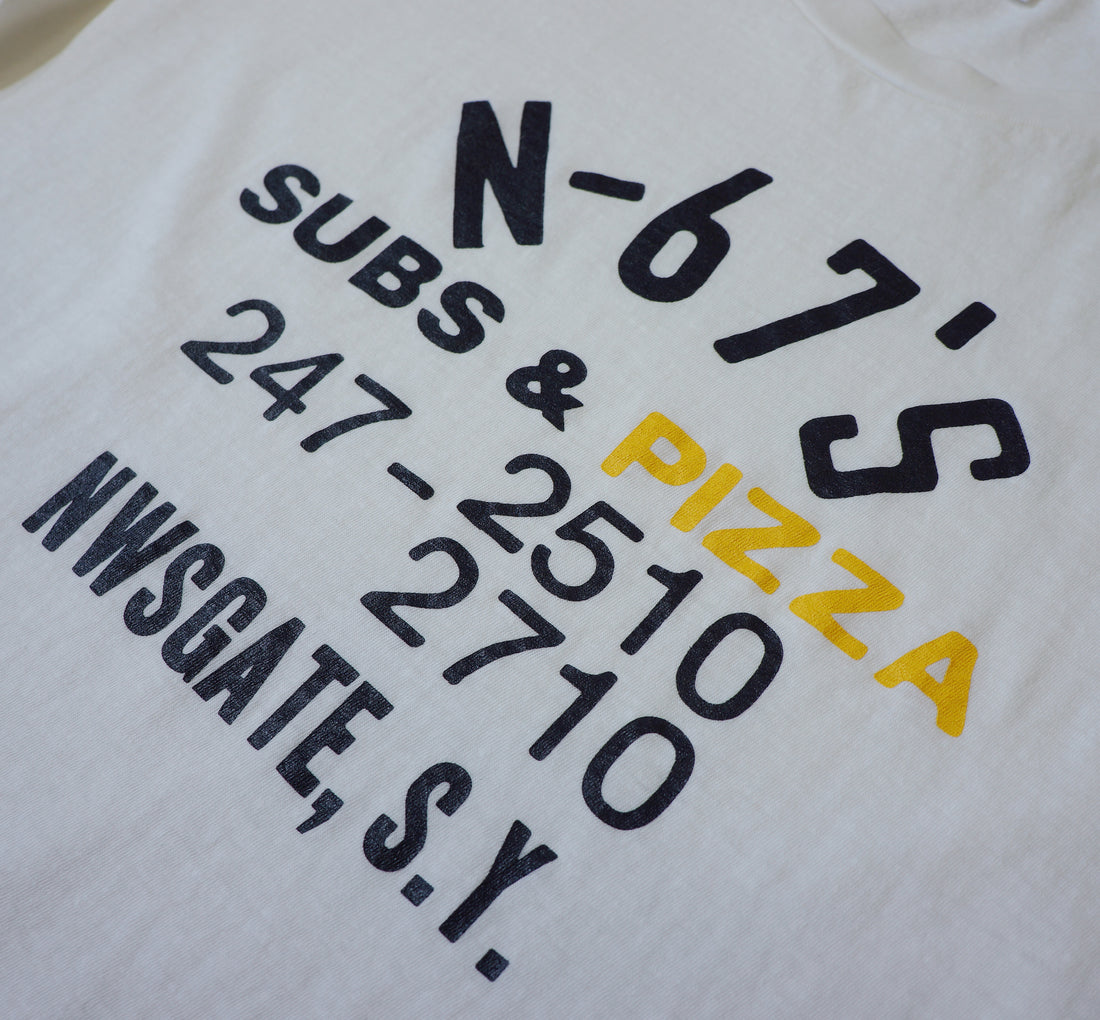 N-67'S
SUBS & PIZZA
247-2510
2710
NWSGATE, S.Y.